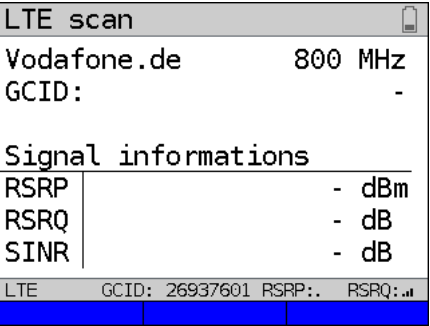 LTE scan
Vodafone.de 800 MHz
GCID: -
Signal informations
RSRP - dBm
RSRQ - dB
SINR - dB
LTE GCID: 26937601 RSRP:. RSRQ: